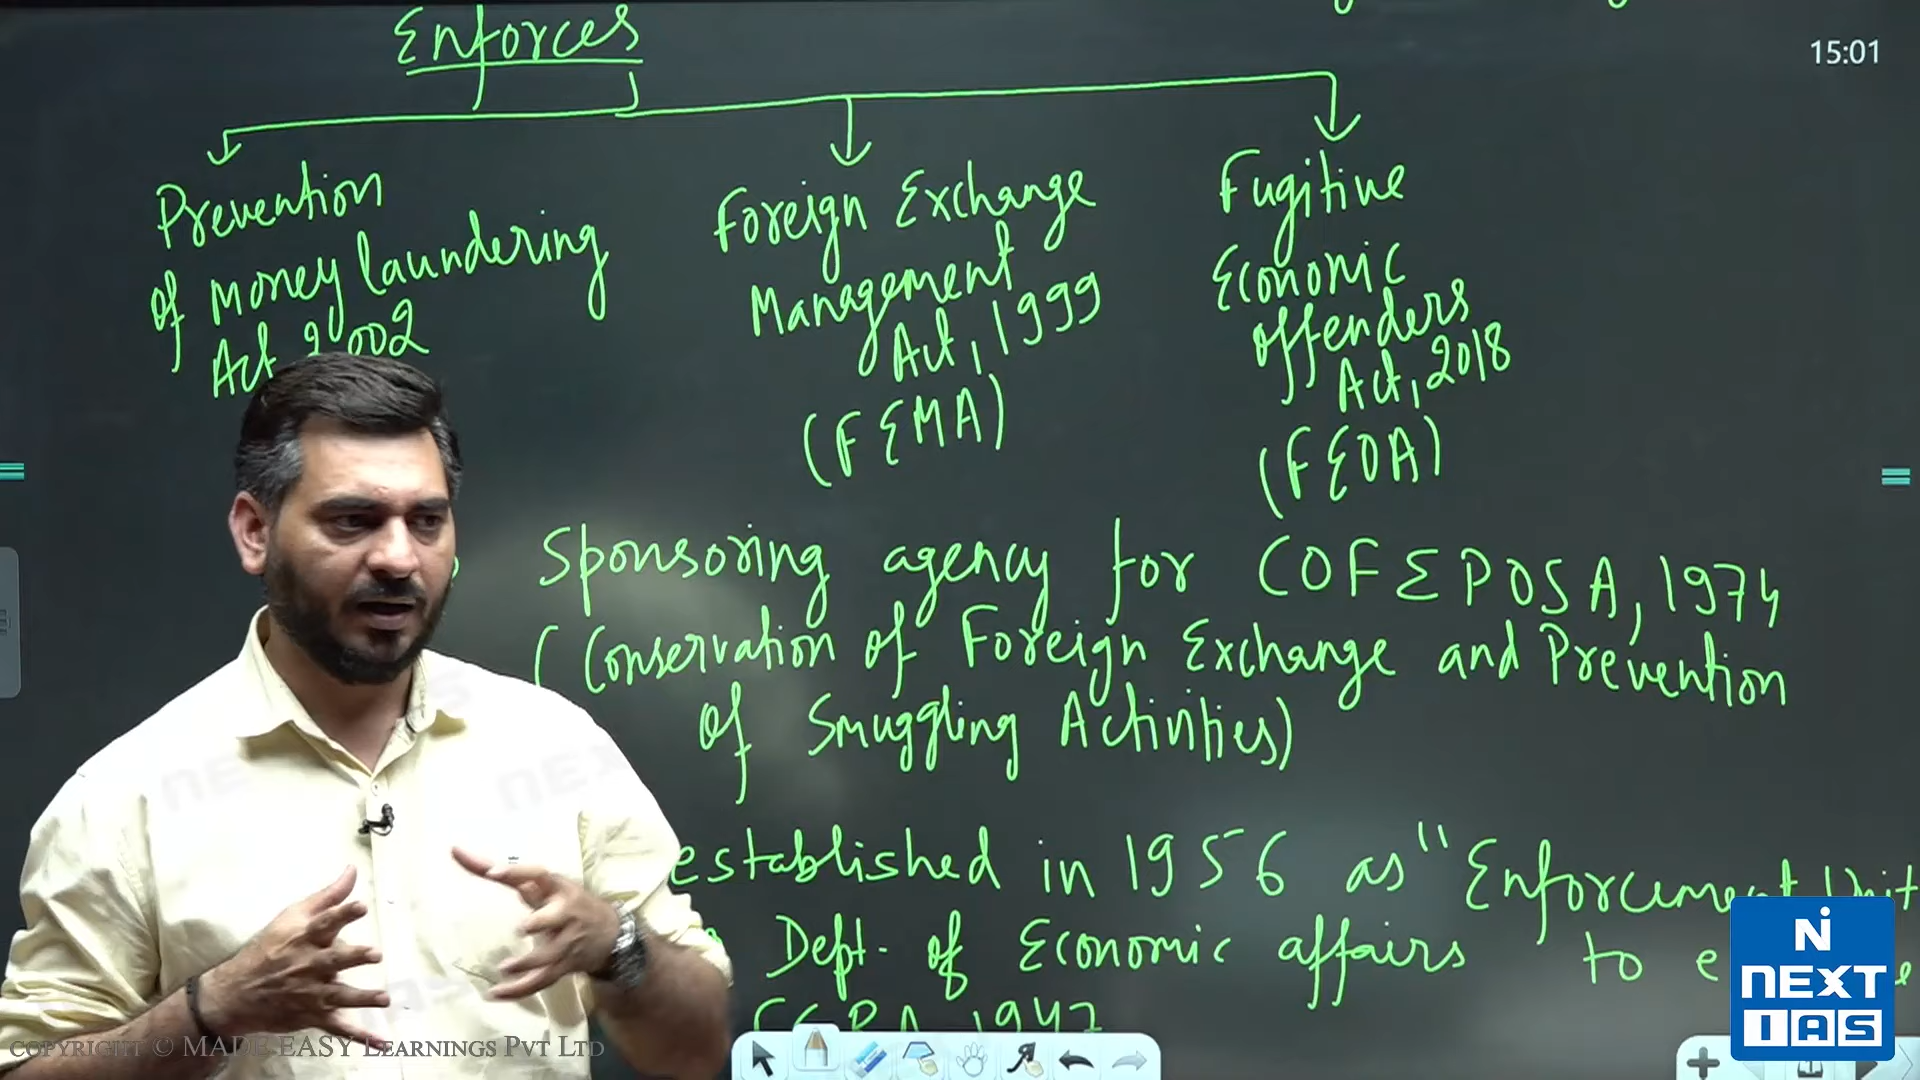 Enforces
15:01
Prevention
of Money laundering
Act 2002
Foreign Exchange
Management
Act, 1999
(FEMA)
Fugitive
Economic
offenders
Act, 2018
(FEOA)
Sponsoring agency for COFEPOSA, 1974
(Conservation of Foreign Exchange and Prevention
of Smuggling Activities)
established in 1956 as "Enforcement Unit
Dept. of Economic affairs to
1947
NEXT
IAS
COPYRIGHT © MADE EASY LEARNINGS PVT LTD